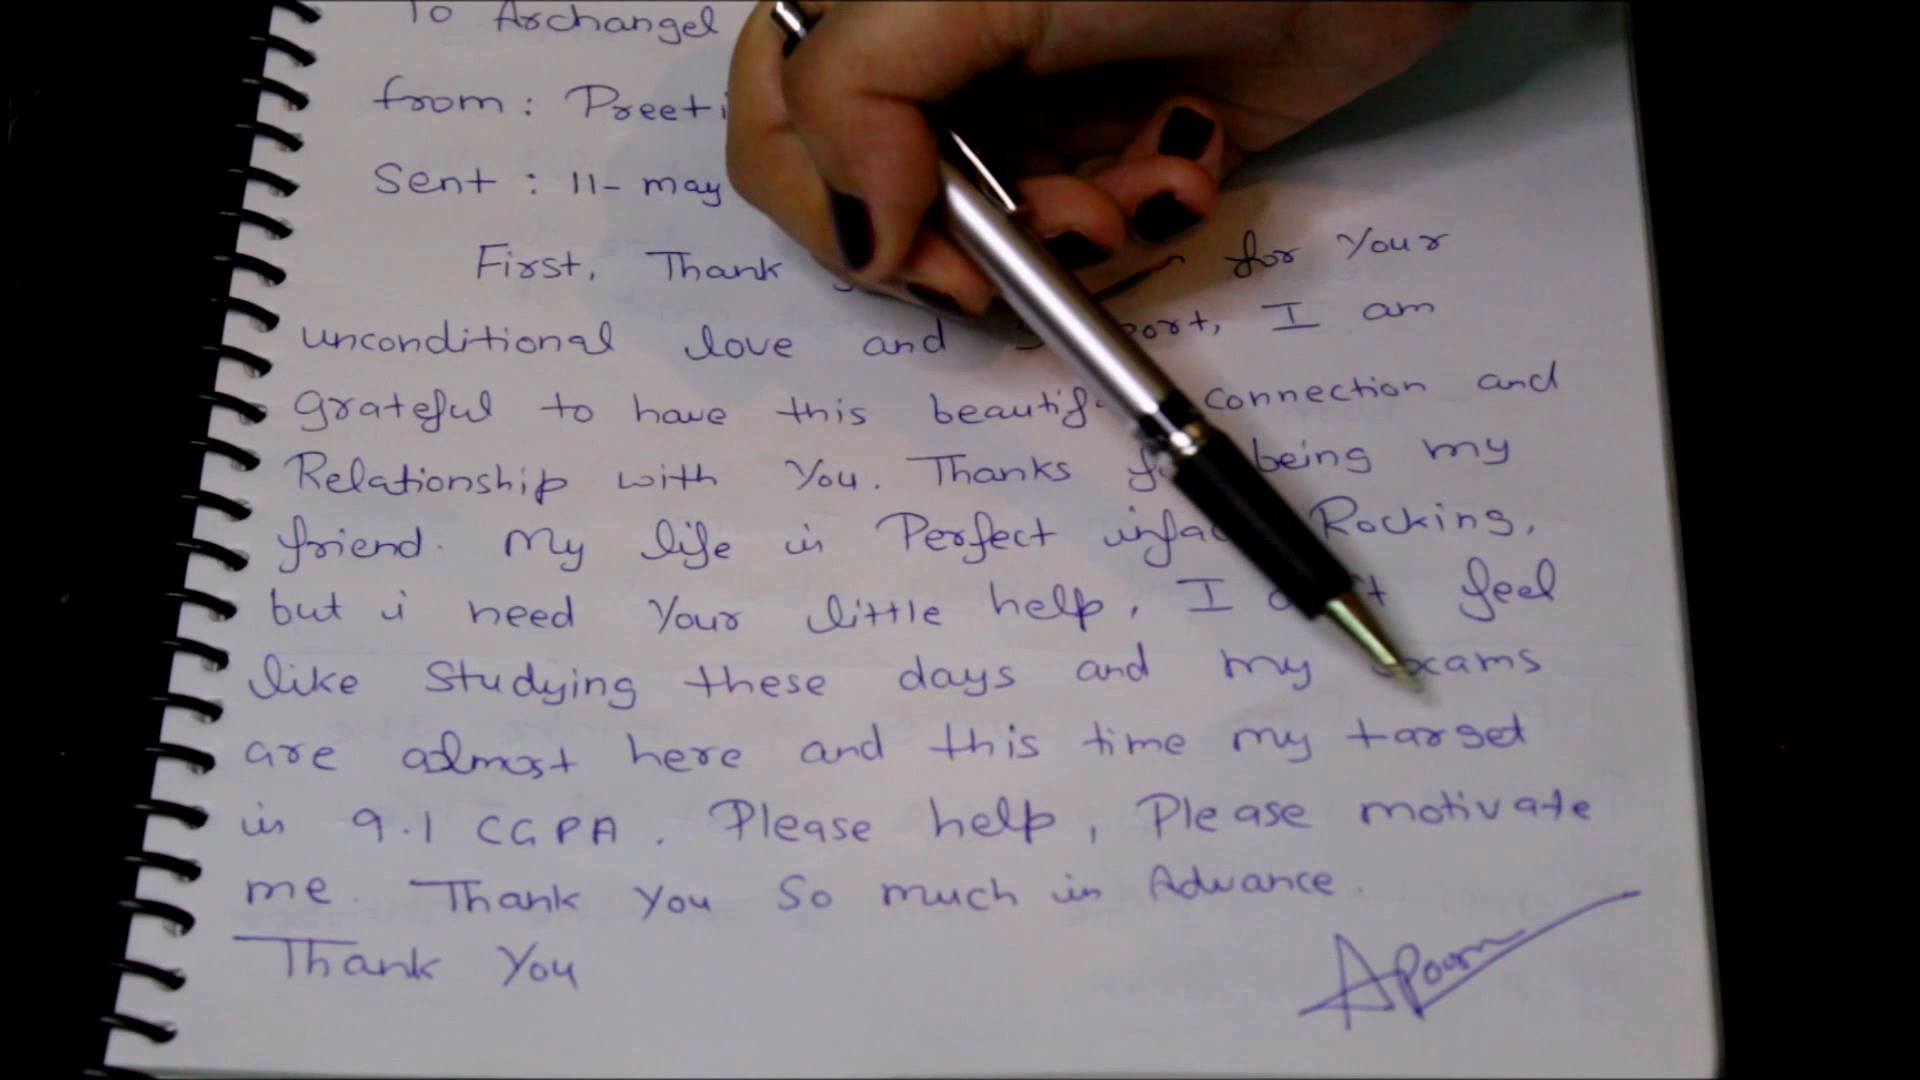 To Archangel
from: Preeti
Sent: 11- may
First, Thank for Your
unconditional love and I am
grateful to have this connection and
Relationship with You. Thanks being my
friend. My life is Perfect Rocking,
but i need Your little help, I feel
like Studying these days and my
are almost here and this time my target
is 9.1 CGPA. Please help, Please motivate
me. Thank You So much in Advance.
Thank You